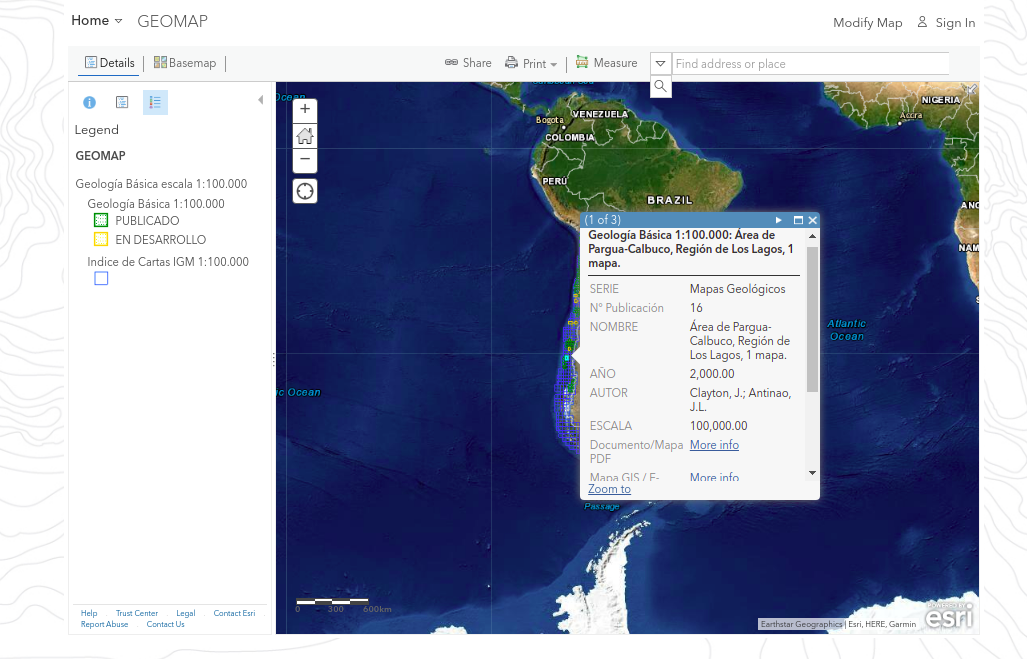 Home GEOMAP
Modify Map Sign In
Details Basemap
Share Print Measure Find address or place
Legend
GEOMAP
Geología Básica escala 1:100.000
Geología Básica 1:100.000
PUBLICADO
EN DESARROLLO
Indice de Cartas IGM 1:100.000
Help Trust Center Legal Contact Esri
Report Abuse Contact Us
Ocean
Ocean
+
−
VENEZUELA
Bogota
COLOMBIA
PERÚ
BRAZIL
NIGERIA
Accra
ANG
NAM
Atlantic
Ocean
ic Ocean
(1 of 3)
Geología Básica 1:100.000: Área de
Pargua-Calbuco, Región de Los Lagos, 1
mapa.
SERIE Mapas Geológicos
N° Publicación 16
NOMBRE Área de Pargua-
Calbuco, Región de
Los Lagos, 1 mapa.
AÑO 2,000.00
AUTOR Clayton, J.; Antinao,
J.L.
ESCALA 100,000.00
Documento/Mapa More info
PDF
Mapa GIS / E- More info
Zoom to
Passage
0 300 600km
POWERED BY
esri
Earthstar Geographics | Esri, HERE, Garmin